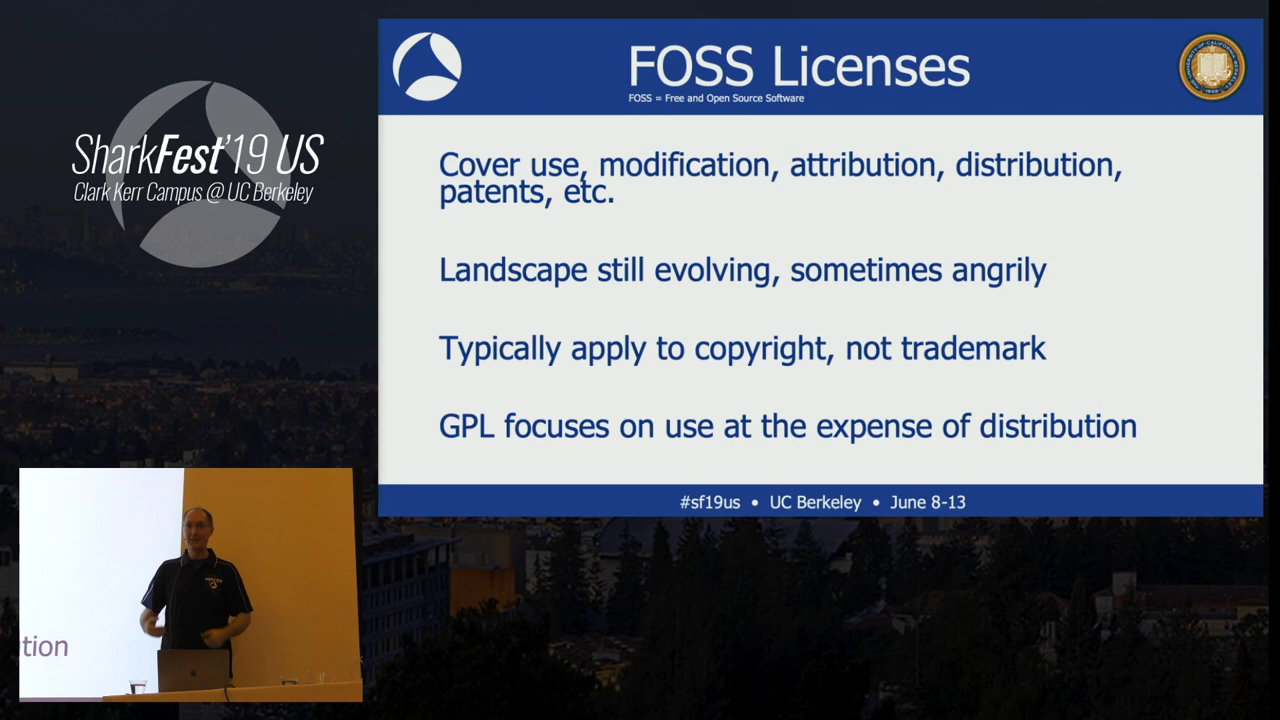 SharkFest'19 US
Clark Kerr Campus @ UC Berkeley
FOSS Licenses
FOSS = Free and Open Source Software
Cover use, modification, attribution, distribution,
patents, etc.
Landscape still evolving, sometimes angrily
Typically apply to copyright, not trademark
GPL focuses on use at the expense of distribution
#sf19us • UC Berkeley • June 8-13
tion